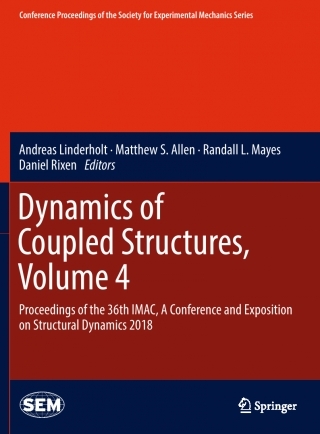 Conference Proceedings of the Society for Experimental Mechanics Series
Andreas Linderholt · Matthew S. Allen · Randall L. Mayes
Daniel Rixen Editors
Dynamics of
Coupled Structures,
Volume 4
Proceedings of the 36th IMAC, A Conference and Exposition
on Structural Dynamics 2018
SEM
Springer